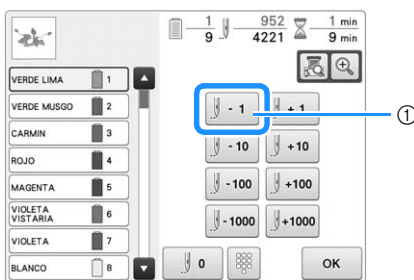 1 952 1 min
9 4221 9 min
VERDE LIMA 1
VERDE MUSGO 2
CARMIN 3
ROJO 4
MAGENTA 5
VIOLETA VISTARIA 6
VIOLETA 7
BLANCO 8
- 1 + 1
- 10 +10
- 100 +100
- 1000 +1000
0 OK
①